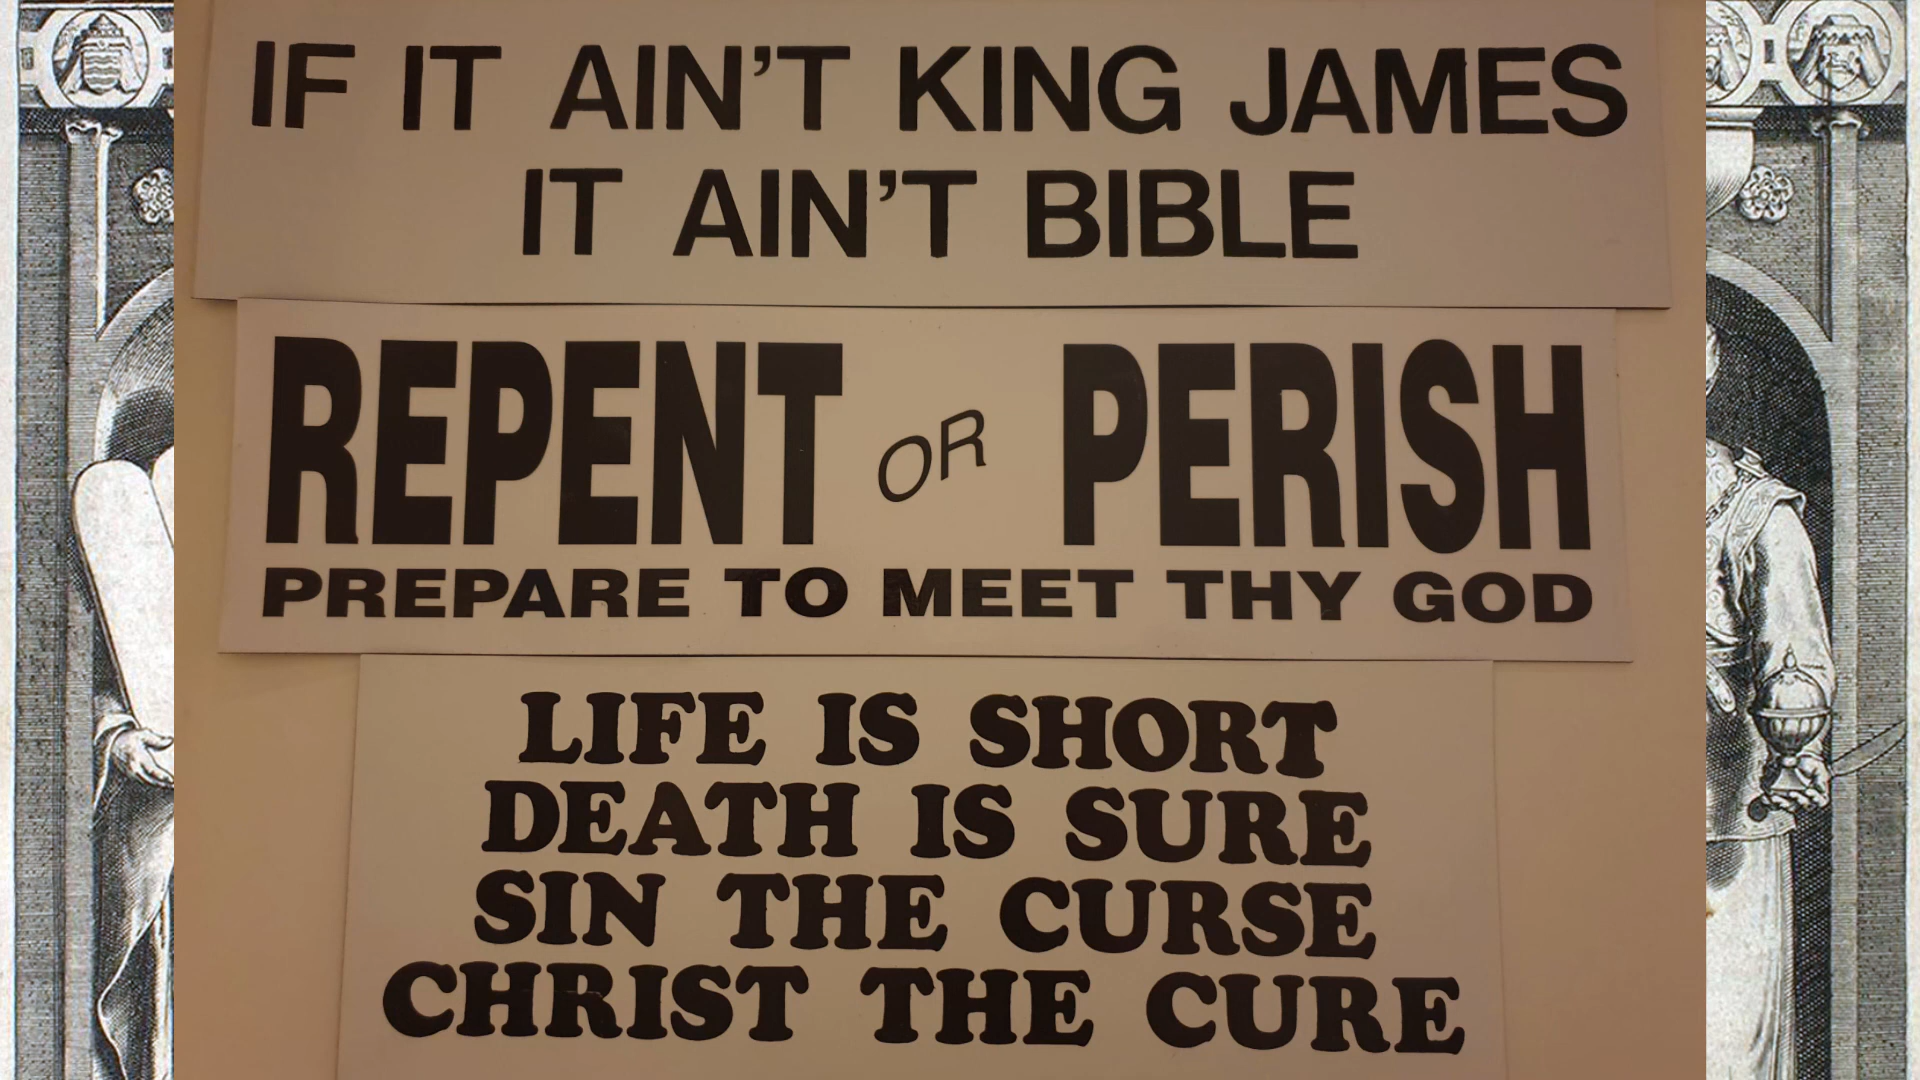 IF IT AIN'T KING JAMES
IT AIN'T BIBLE
REPENT OR PERISH
PREPARE TO MEET THY GOD
LIFE IS SHORT
DEATH IS SURE
SIN THE CURSE
CHRIST THE CURE